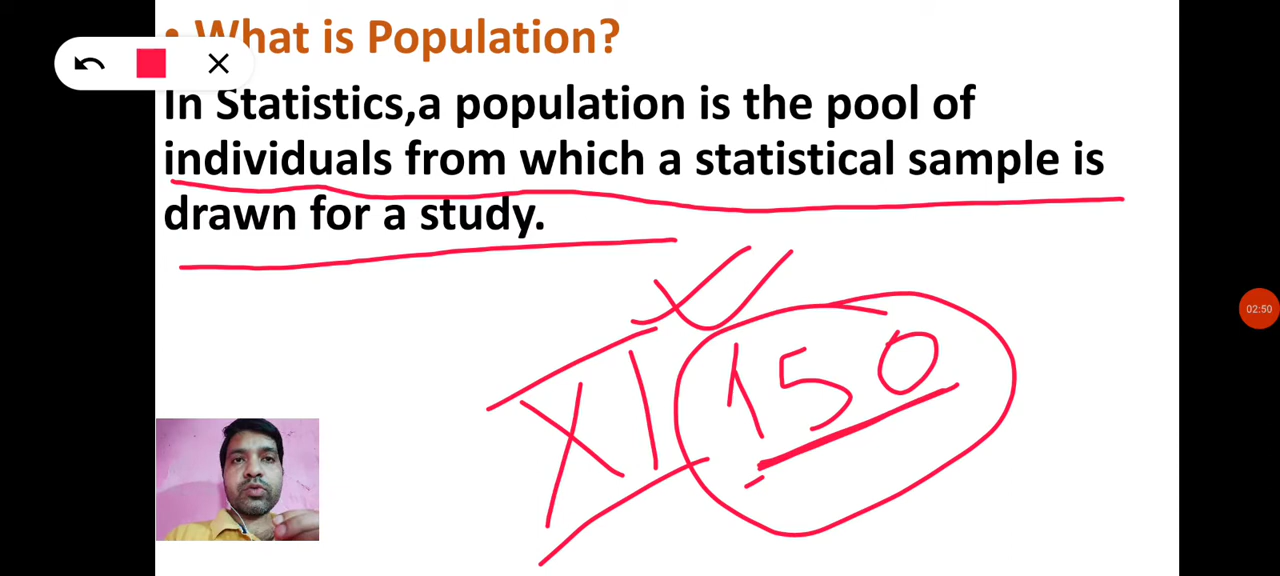 • What is Population?
In Statistics,a population is the pool of
individuals from which a statistical sample is
drawn for a study.
02:50
XI 150